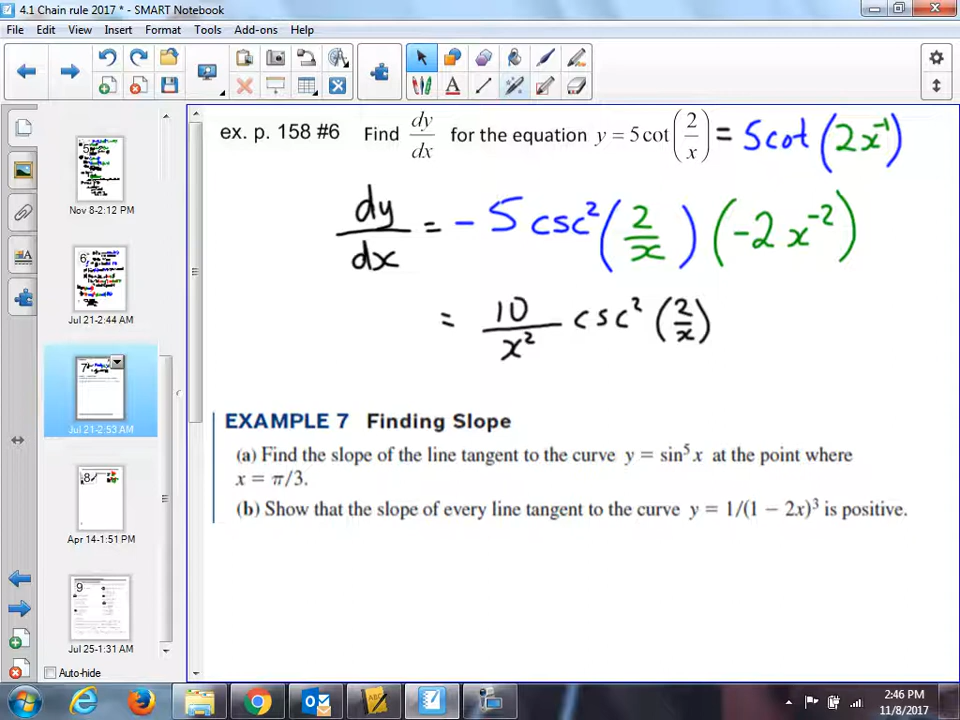 4.1 Chain rule 2017 * - SMART Notebook
File Edit View Insert Format Tools Add-ons Help
ex. p. 158 #6 Find dy/dx for the equation y = 5 cot (2/x) = 5cot (2x⁻¹)
Nov 8-2:12 PM
dy/dx = -5 csc² (2/x) (-2x⁻²)
6
Jul 21-2:44 AM
= 10/x² csc² (2/x)
7
Jul 21-2:53 AM
EXAMPLE 7 Finding Slope
(a) Find the slope of the line tangent to the curve y = sin⁵ x at the point where
x = π/3.
(b) Show that the slope of every line tangent to the curve y = 1/(1 − 2x)³ is positive.
8
Apr 14-1:51 PM
9
Jul 25-1:31 AM
Auto-hide
2:46 PM
11/8/2017